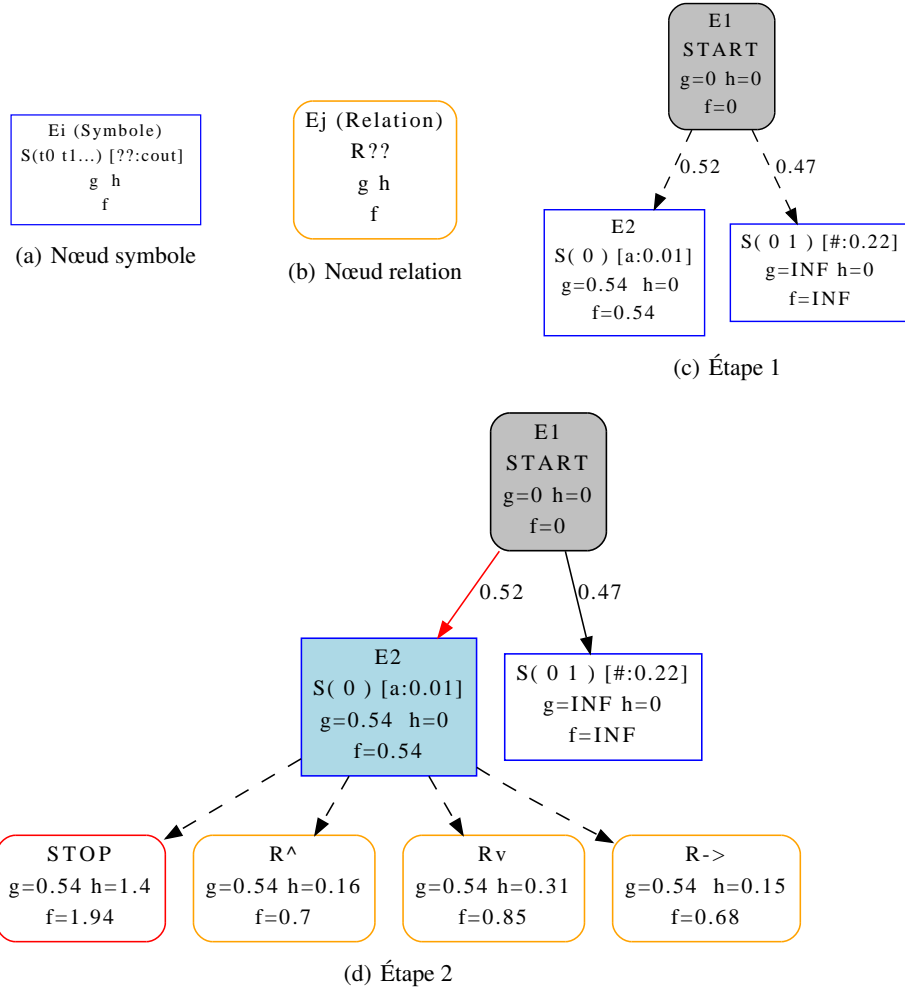 Ei (Symbole)
S(t0 t1...) [??:cout]
g h
f
(a) Nœud symbole
Ej (Relation)
R??
g h
f
(b) Nœud relation
E1
START
g=0 h=0
f=0
0.52
0.47
E2
S( 0 ) [a:0.01]
g=0.54 h=0
f=0.54
S( 0 1 ) [#:0.22]
g=INF h=0
f=INF
(c) Étape 1
E1
START
g=0 h=0
f=0
0.52
0.47
E2
S( 0 ) [a:0.01]
g=0.54 h=0
f=0.54
S( 0 1 ) [#:0.22]
g=INF h=0
f=INF
STOP
g=0.54 h=1.4
f=1.94
R^
g=0.54 h=0.16
f=0.7
Rv
g=0.54 h=0.31
f=0.85
R->
g=0.54 h=0.15
f=0.68
(d) Étape 2